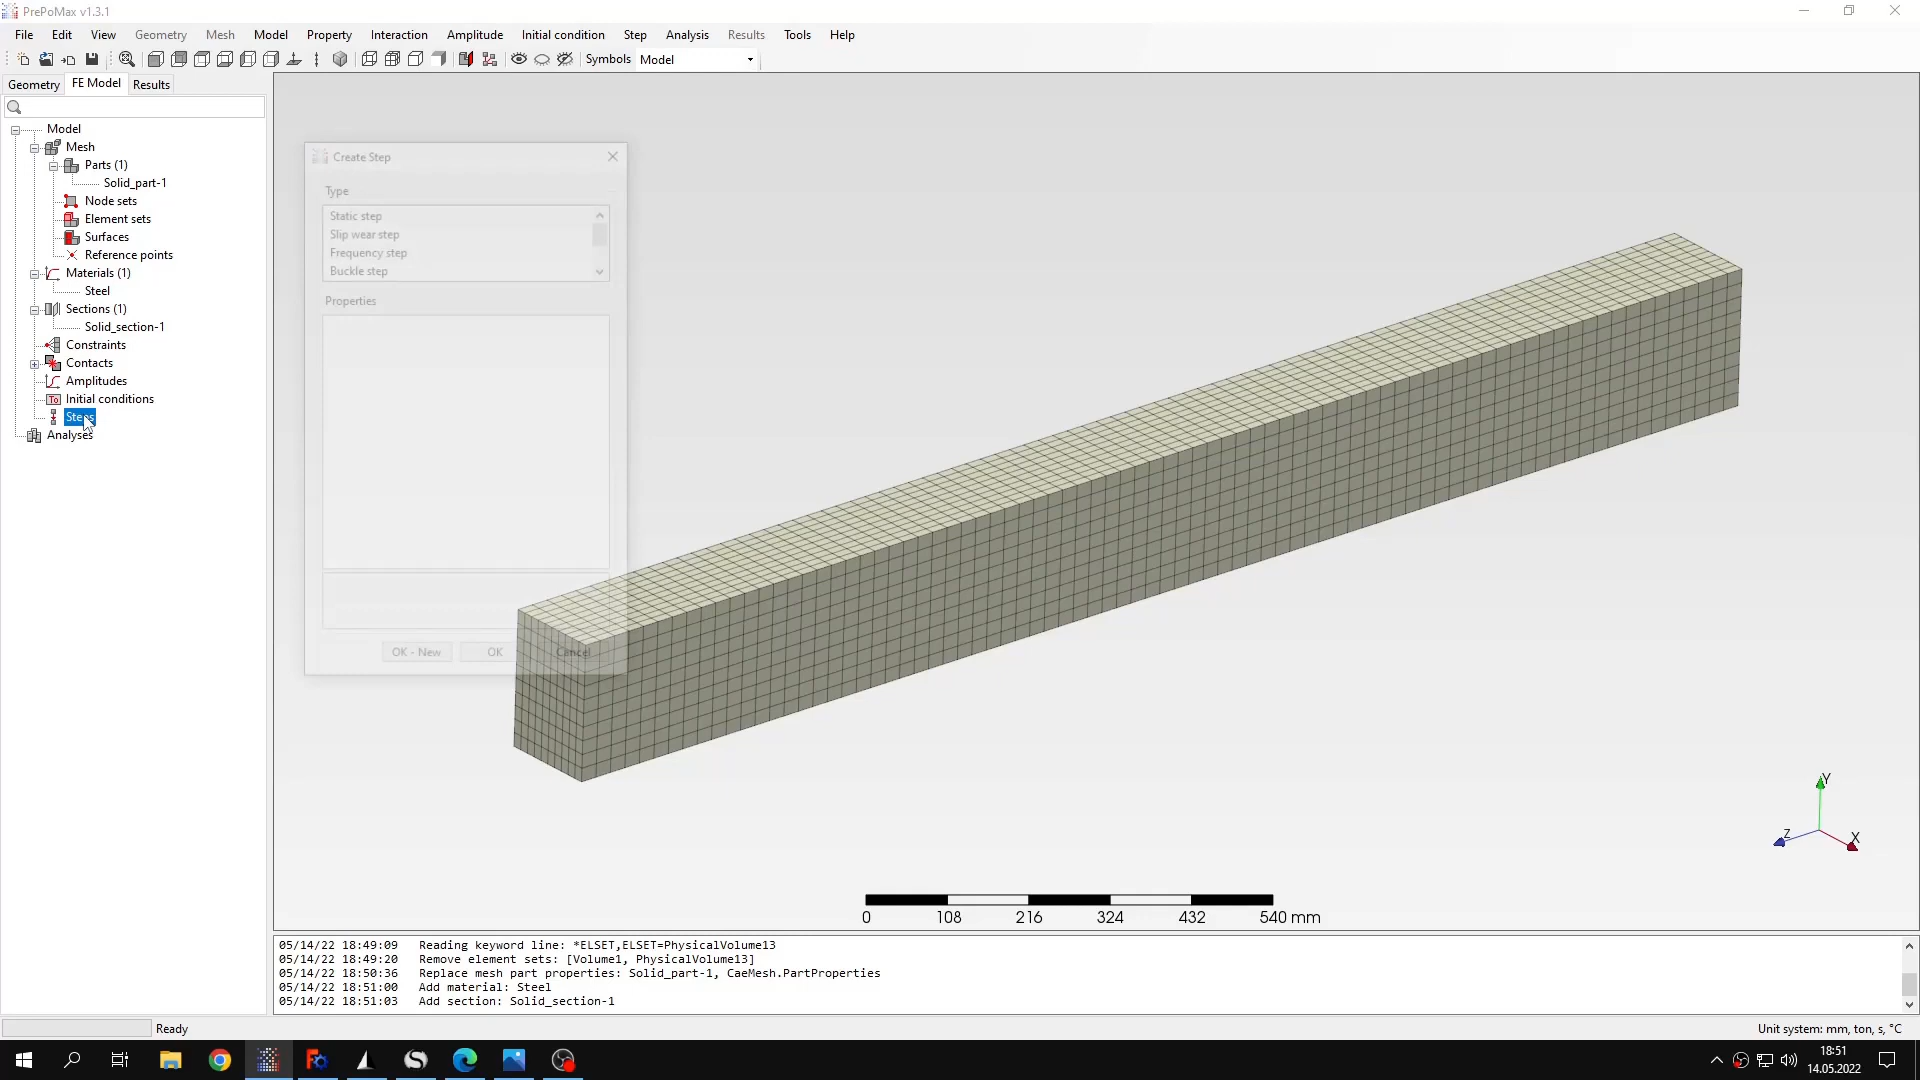 PrePoMax v1.3.1
File Edit View Geometry Mesh Model Property Interaction Amplitude Initial condition Step Analysis Results Tools Help
Symbols Model
Geometry FE Model Results
Model
Mesh
Parts (1)
Solid_part-1
Node sets
Element sets
Surfaces
Reference points
Materials (1)
Steel
Sections (1)
Solid_section-1
Constraints
Contacts
Amplitudes
To Initial conditions
Steps
Analyses
Create Step
Type
Static step
Slip wear step
Frequency step
Buckle step
Properties
OK - New OK Cancel
Y
Z
X
0 108 216 324 432 540 mm
05/14/22 18:49:09 Reading keyword line: *ELSET,ELSET=PhysicalVolume13
05/14/22 18:49:20 Remove element sets: [Volume1, PhysicalVolume13]
05/14/22 18:50:36 Replace mesh part properties: Solid_part-1, CaeMesh.PartProperties
05/14/22 18:51:00 Add material: Steel
05/14/22 18:51:03 Add section: Solid_section-1
Ready
Unit system: mm, ton, s, °C
18:51
14.05.2022